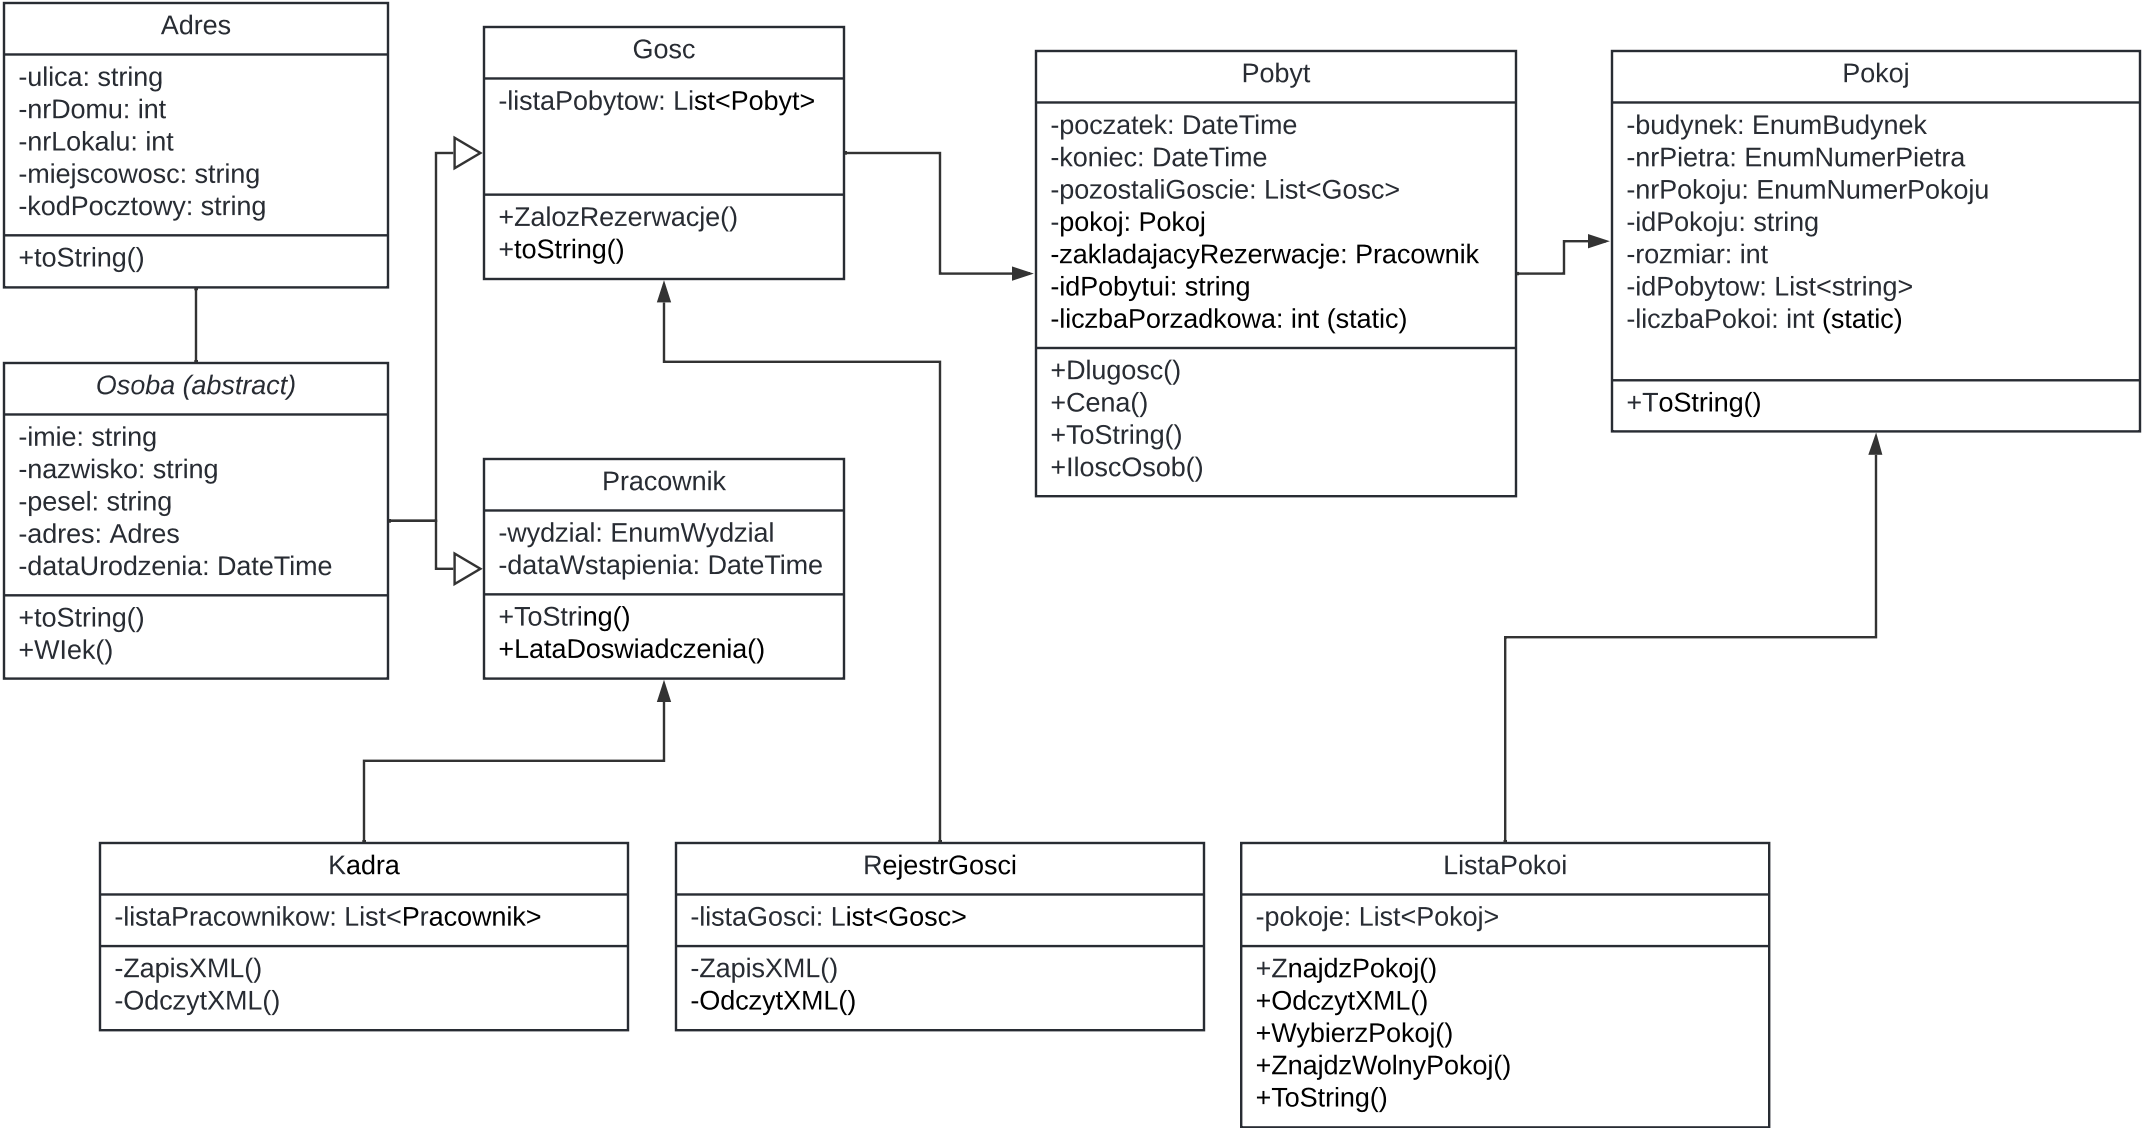 Adres
-ulica: string
-nrDomu: int
-nrLokalu: int
-miejscowosc: string
-kodPocztowy: string
+toString()
Osoba (abstract)
-imie: string
-nazwisko: string
-pesel: string
-adres: Adres
-dataUrodzenia: DateTime
+toString()
+WIek()
Gosc
-listaPobytow: List<Pobyt>
+ZalozRezerwacje()
+toString()
Pracownik
-wydzial: EnumWydzial
-dataWstapienia: DateTime
+ToString()
+LataDoswiadczenia()
Pobyt
-poczatek: DateTime
-koniec: DateTime
-pozostaliGoscie: List<Gosc>
-pokoj: Pokoj
-zakladajacyRezerwacje: Pracownik
-idPobytui: string
-liczbaPorzadkowa: int (static)
+Dlugosc()
+Cena()
+ToString()
+IloscOsob()
Pokoj
-budynek: EnumBudynek
-nrPietra: EnumNumerPietra
-nrPokoju: EnumNumerPokoju
-idPokoju: string
-rozmiar: int
-idPobytow: List<string>
-liczbaPokoi: int (static)
+ToString()
Kadra
-listaPracownikow: List<Pracownik>
-ZapisXML()
-OdczytXML()
RejestrGosci
-listaGosci: List<Gosc>
-ZapisXML()
-OdczytXML()
ListaPokoi
-pokoje: List<Pokoj>
+ZnajdzPokoj()
+OdczytXML()
+WybierzPokoj()
+ZnajdzWolnyPokoj()
+ToString()